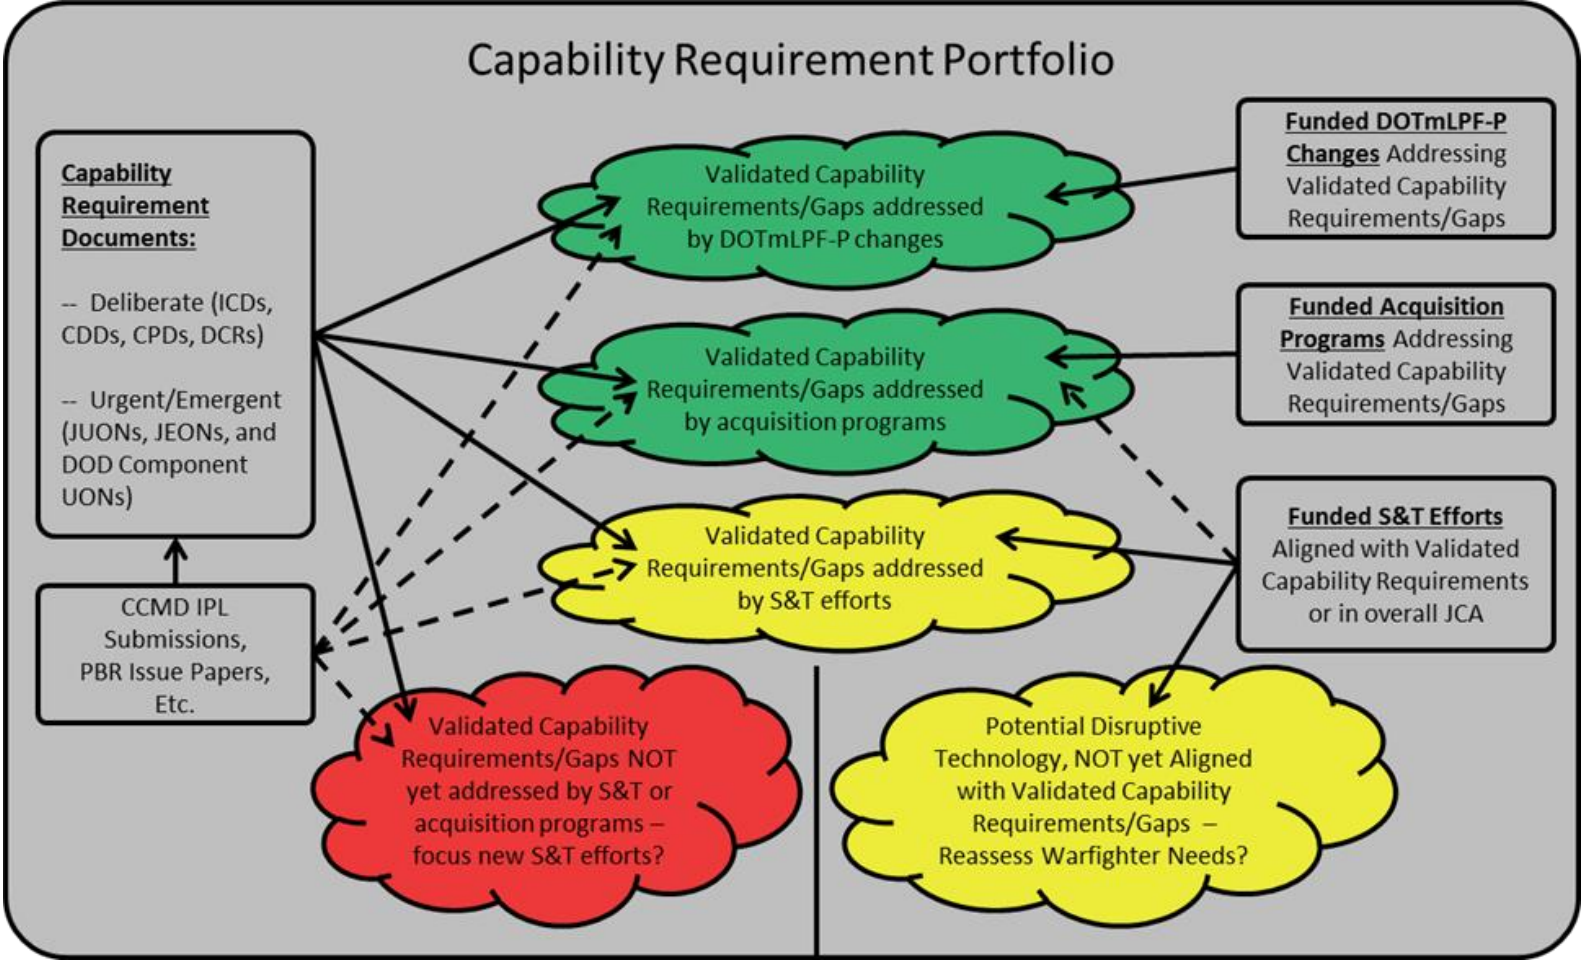 Capability Requirement Portfolio
Capability
Requirement
Documents:
-- Deliberate (ICDs,
CDDs, CPDs, DCRs)
-- Urgent/Emergent
(JUONs, JEONs, and
DOD Component
UONs)
CCMD IPL
Submissions,
PBR Issue Papers,
Etc.
Validated Capability
Requirements/Gaps addressed
by DOTmLPF-P changes
Validated Capability
Requirements/Gaps addressed
by acquisition programs
Validated Capability
Requirements/Gaps addressed
by S&T efforts
Funded DOTmLPF-P
Changes Addressing
Validated Capability
Requirements/Gaps
Funded Acquisition
Programs Addressing
Validated Capability
Requirements/Gaps
Funded S&T Efforts
Aligned with Validated
Capability Requirements
or in overall JCA
Validated Capability
Requirements/Gaps NOT
yet addressed by S&T or
acquisition programs –
focus new S&T efforts?
Potential Disruptive
Technology, NOT yet Aligned
with Validated Capability
Requirements/Gaps –
Reassess Warfighter Needs?